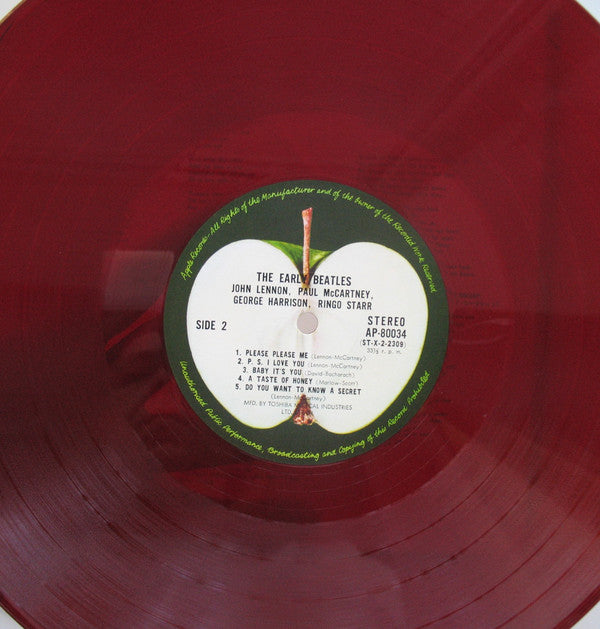 Apple Records-All Rights of the Manufacturer and of the Owner of the Recorded Work Reserved
THE EARLY BEATLES
JOHN LENNON, PAUL McCARTNEY,
GEORGE HARRISON, RINGO STARR
SIDE 2
STEREO
AP-80034
(ST-X-2-2309)
33⅓ r. p. m.
1. PLEASE PLEASE ME (Lennon-McCartney)
2. P. S. I LOVE YOU (Lennon-McCartney)
3. BABY IT'S YOU (David-Bacharach)
4. A TASTE OF HONEY (Marlow-Scott)
5. DO YOU WANT TO KNOW A SECRET
(Lennon-McCartney)
MFD. BY TOSHIBA MUSICAL INDUSTRIES
LTD.
Unauthorised Public Performance, Broadcasting and Copying of this Record Prohibited